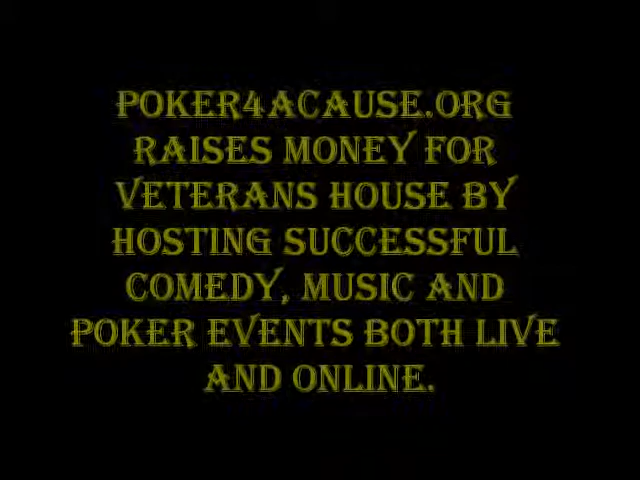 POKER4ACAUSE.ORG
RAISES MONEY FOR
VETERANS HOUSE BY
HOSTING SUCCESSFUL
COMEDY, MUSIC AND
POKER EVENTS BOTH LIVE
AND ONLINE.